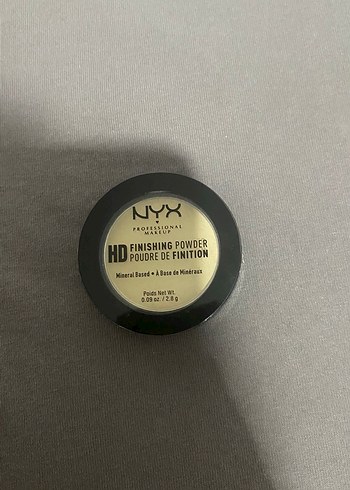 NYX
PROFESSIONAL
MAKEUP
HD FINISHING POWDER
POUDRE DE FINITION
Mineral Based • À Base de Minéraux
Poids Net Wt.
0.09 oz. / 2.8 g